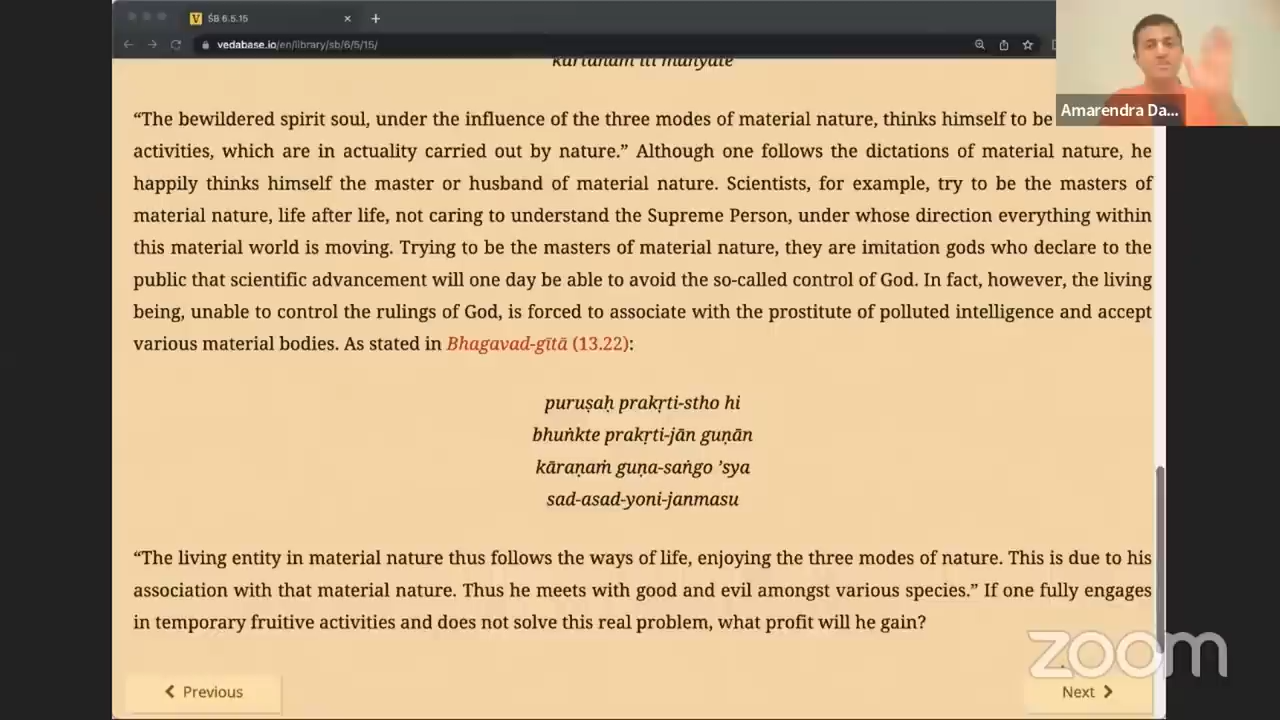 V ŚB 6.5.15
vedabase.io/en/library/sb/6/5/15/
kartāham iti manyate
Amarendra Da...
“The bewildered spirit soul, under the influence of the three modes of material nature, thinks himself to be
activities, which are in actuality carried out by nature.” Although one follows the dictations of material nature, he
happily thinks himself the master or husband of material nature. Scientists, for example, try to be the masters of
material nature, life after life, not caring to understand the Supreme Person, under whose direction everything within
this material world is moving. Trying to be the masters of material nature, they are imitation gods who declare to the
public that scientific advancement will one day be able to avoid the so-called control of God. In fact, however, the living
being, unable to control the rulings of God, is forced to associate with the prostitute of polluted intelligence and accept
various material bodies. As stated in Bhagavad-gītā (13.22):
puruṣaḥ prakṛti-stho hi
bhuṅkte prakṛti-jān guṇān
kāraṇaṁ guṇa-saṅgo ’sya
sad-asad-yoni-janmasu
“The living entity in material nature thus follows the ways of life, enjoying the three modes of nature. This is due to his
association with that material nature. Thus he meets with good and evil amongst various species.” If one fully engages
in temporary fruitive activities and does not solve this real problem, what profit will he gain?
zoom
Previous
Next